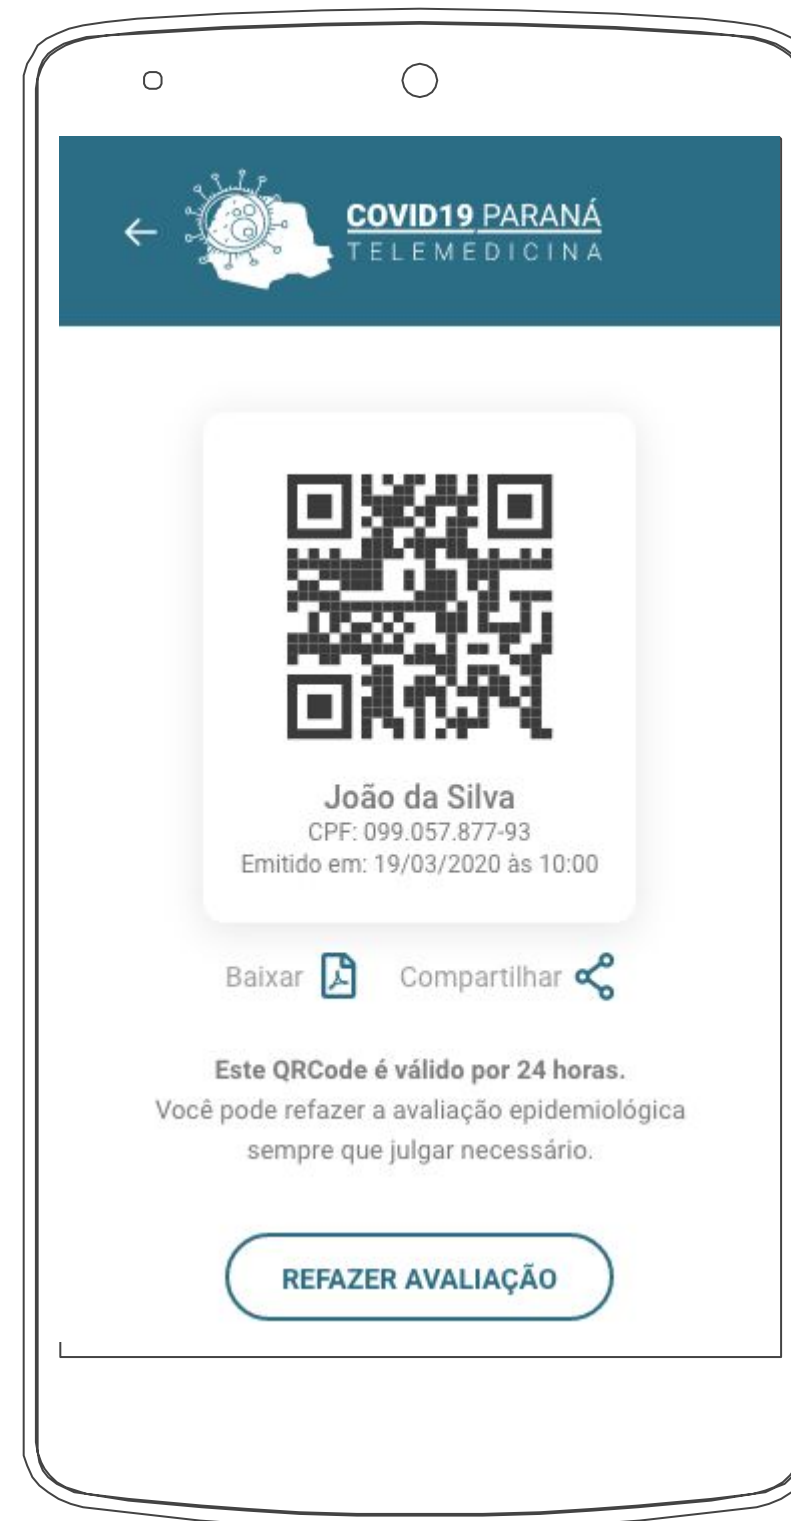 COVID19 PARANÁ
TELEMEDICINA
João da Silva
CPF: 099.057.877-93
Emitido em: 19/03/2020 às 10:00
Baixar
Compartilhar
Este QRCode é válido por 24 horas.
Você pode refazer a avaliação epidemiológica
sempre que julgar necessário.
REFAZER AVALIAÇÃO